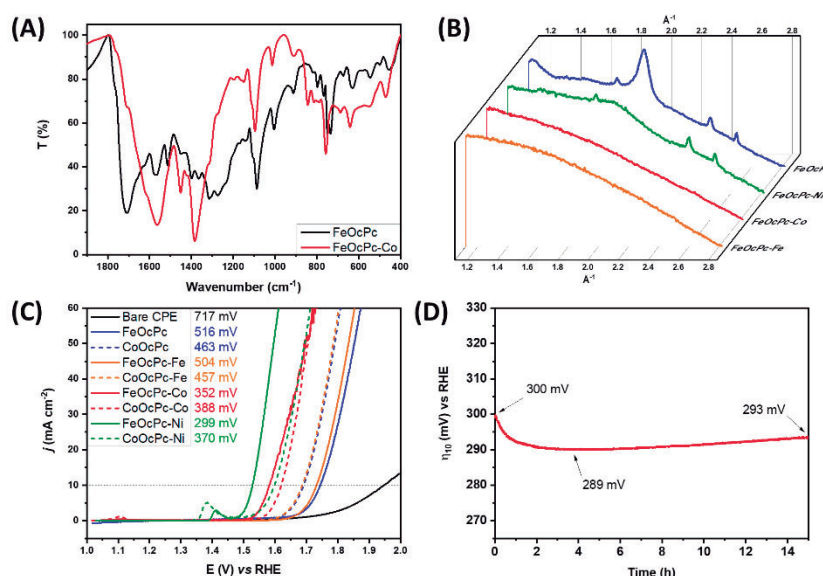 (A)
100
80
60
40
20
0
T (%)
1800 1600 1400 1200 1000 800 600 400
Wavenumber (cm⁻¹)
FeOcPc
FeOcPc-Co
(B)
A⁻¹
1.2 1.4 1.6 1.8 2.0 2.2 2.4 2.6 2.8
FeOcPc-Ni
FeOcPc-Co
FeOcPc-Fe
1.2 1.4 1.6 1.8 2.0 2.2 2.4 2.6 2.8
A⁻¹
(C)
60
50
40
30
20
10
0
j (mA cm⁻²)
Bare CPE 717 mV
FeOcPc 516 mV
CoOcPc 463 mV
FeOcPc-Fe 504 mV
CoOcPc-Fe 457 mV
FeOcPc-Co 352 mV
CoOcPc-Co 388 mV
FeOcPc-Ni 299 mV
CoOcPc-Ni 370 mV
1.0 1.1 1.2 1.3 1.4 1.5 1.6 1.7 1.8 1.9 2.0
E (V) vs RHE
(D)
330
320
310
300
290
280
270
265
η₁₀ (mV) vs RHE
300 mV
289 mV
293 mV
0 2 4 6 8 10 12 14
Time (h)